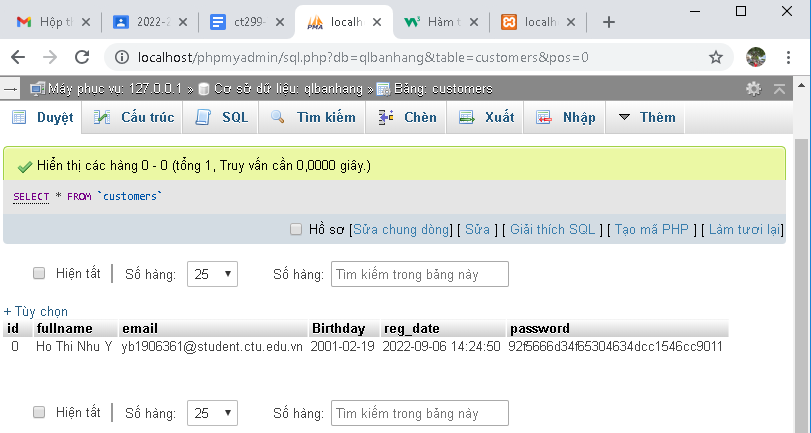 Hộp th
2022-2
ct299-
localh
Hàm t
localh
localhost/phpmyadmin/sql.php?db=qlbanhang&table=customers&pos=0
Máy phục vụ: 127.0.0.1 » Cơ sở dữ liệu: qlbanhang » Bảng: customers
Duyệt Cấu trúc SQL Tìm kiếm Chèn Xuất Nhập Thêm
Hiển thị các hàng 0 - 0 (tổng 1, Truy vấn cần 0,0000 giây.)
SELECT * FROM `customers`
Hồ sơ [Sửa chung dòng] [ Sửa ] [ Giải thích SQL ] [ Tạo mã PHP ] [ Làm tươi lại]
Hiện tất | Số hàng: 25 Số hàng: Tìm kiếm trong bảng này
+ Tùy chọn
id fullname email Birthday reg_date password
0 Ho Thi Nhu Y yb1906361@student.ctu.edu.vn 2001-02-19 2022-09-06 14:24:50 92f5666d34f65304634dcc1546cc9011
Hiện tất | Số hàng: 25 Số hàng: Tìm kiếm trong bảng này